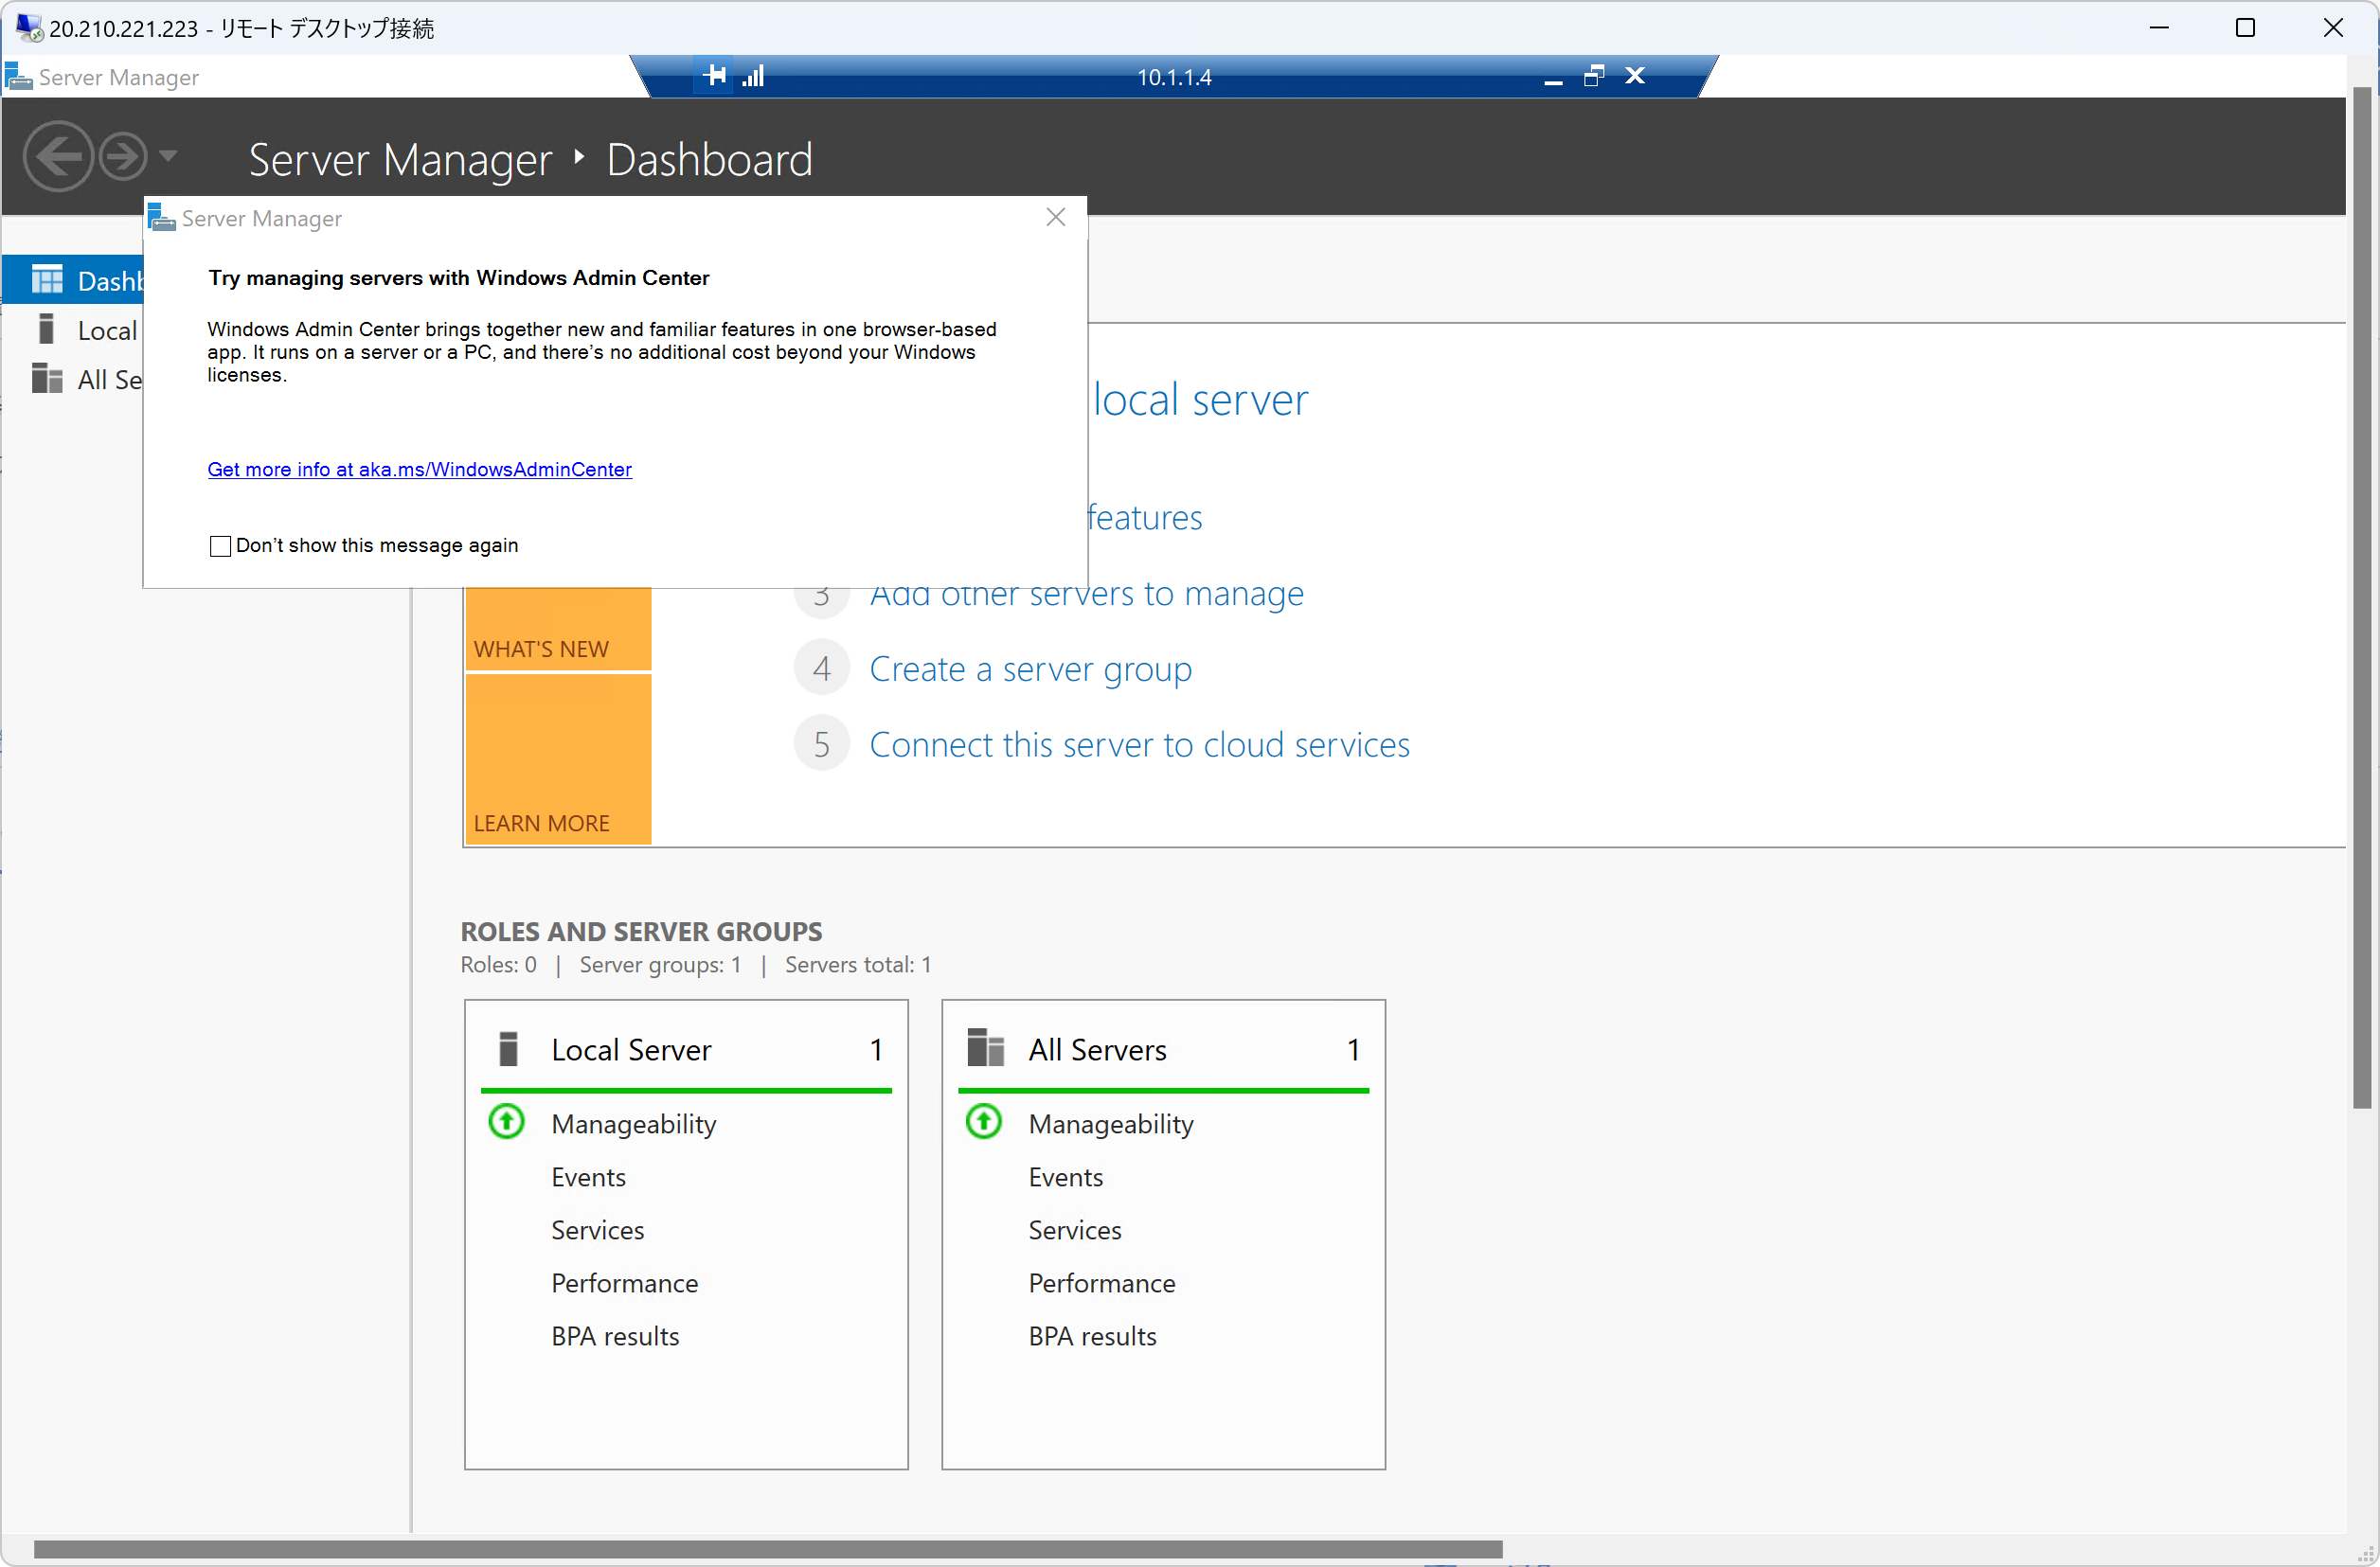 20.210.221.223 - リモート デスクトップ接続
Server Manager
10.1.1.4
Server Manager ‣ Dashboard
Server Manager
Try managing servers with Windows Admin Center
Windows Admin Center brings together new and familiar features in one browser-based
app. It runs on a server or a PC, and there’s no additional cost beyond your Windows
licenses.
Get more info at aka.ms/WindowsAdminCenter
Don’t show this message again
Dashb
Local
All Se
local server
features
3 Add other servers to manage
4 Create a server group
5 Connect this server to cloud services
WHAT'S NEW
LEARN MORE
ROLES AND SERVER GROUPS
Roles: 0 | Server groups: 1 | Servers total: 1
Local Server 1
Manageability
Events
Services
Performance
BPA results
All Servers 1
Manageability
Events
Services
Performance
BPA results